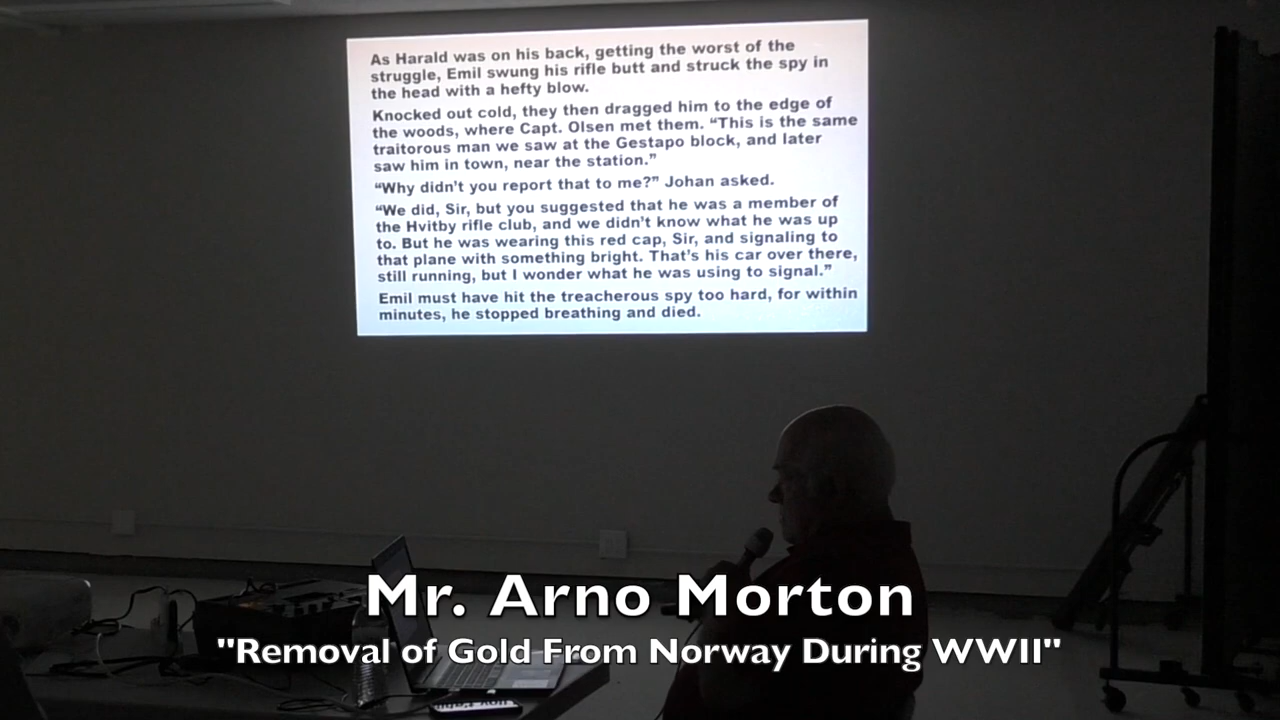 As Harald was on his back, getting the worst of the
struggle, Emil swung his rifle butt and struck the spy in
the head with a hefty blow.
Knocked out cold, they then dragged him to the edge of
the woods, where Capt. Olsen met them. “This is the same
traitorous man we saw at the Gestapo block, and later
saw him in town, near the station.”
“Why didn’t you report that to me?” Johan asked.
“We did, Sir, but you suggested that he was a member of
the Hvitby rifle club, and we didn’t know what he was up
to. But he was wearing this red cap, Sir, and signaling to
that plane with something bright. That’s his car over there,
still running, but I wonder what he was using to signal.”
Emil must have hit the treacherous spy too hard, for within
minutes, he stopped breathing and died.
Mr. Arno Morton
"Removal of Gold From Norway During WWII"